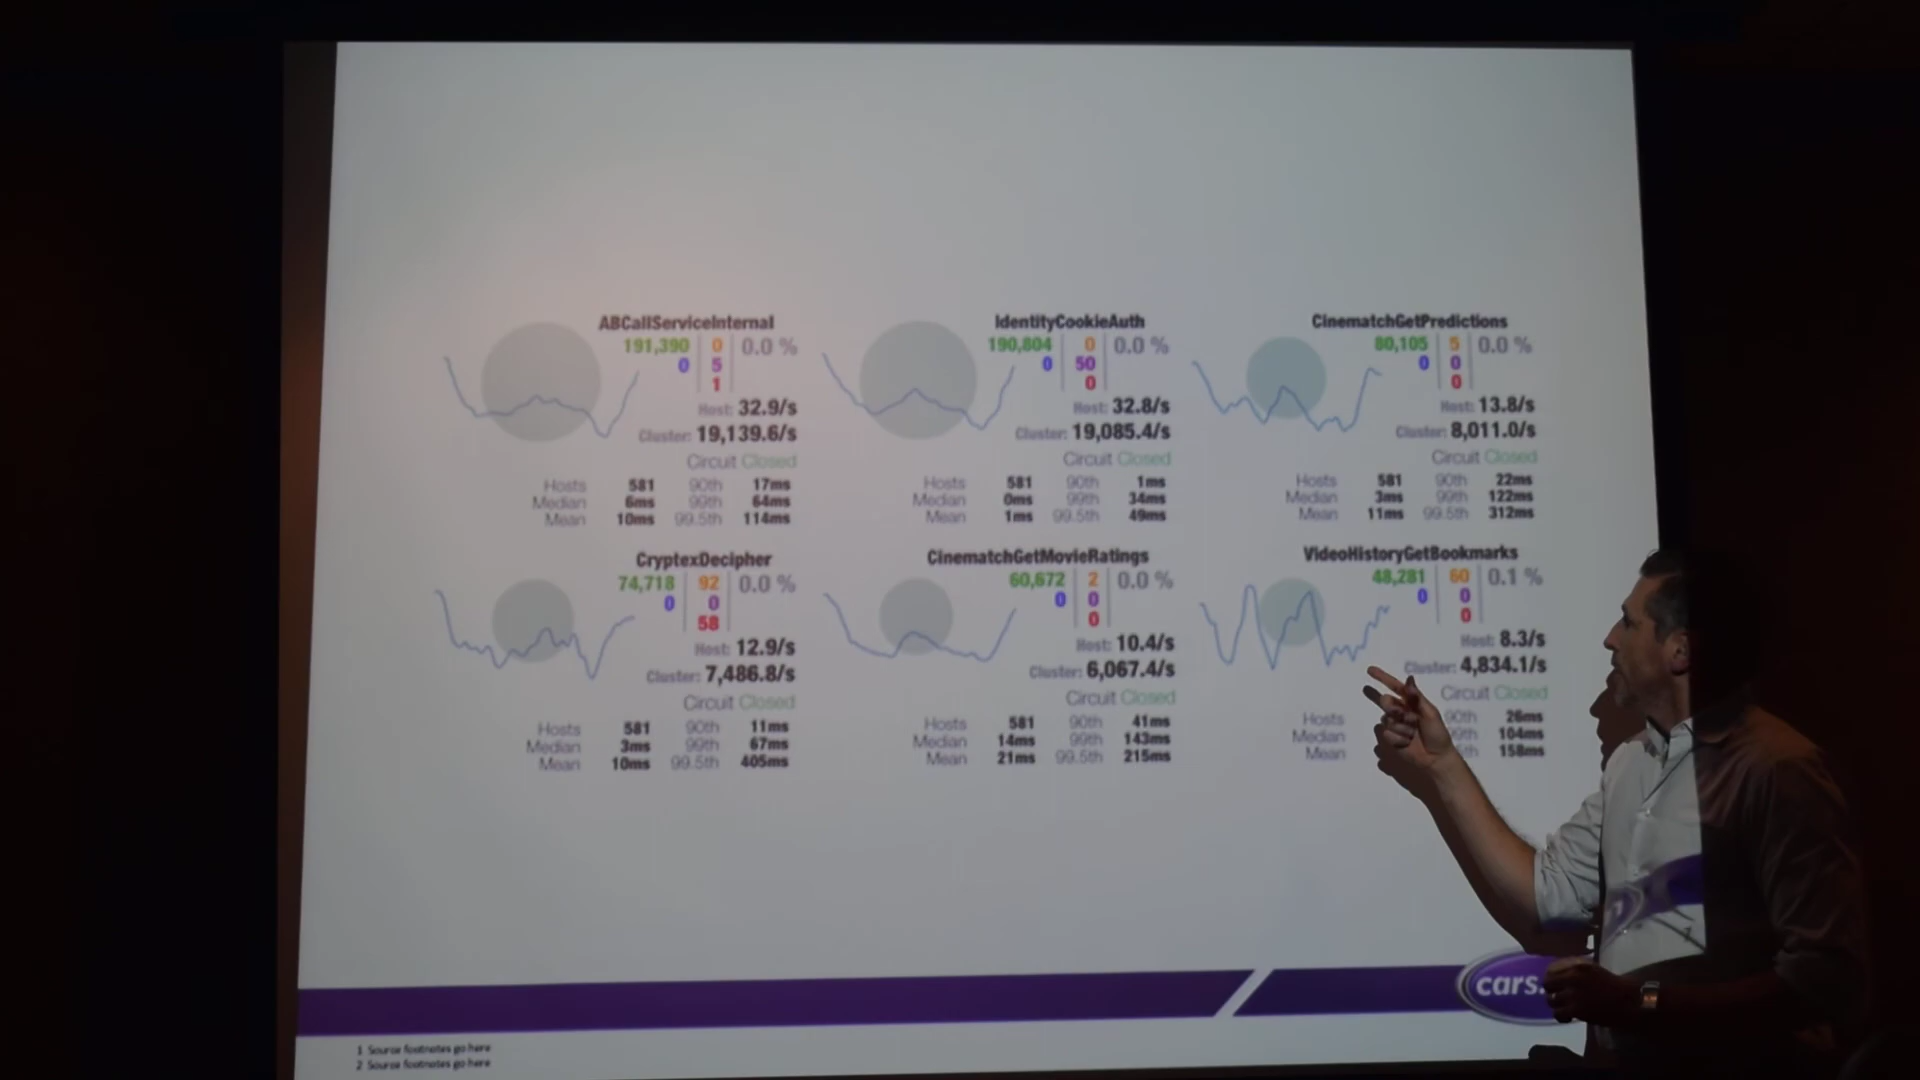 ABCallServiceInternal
191,390 0 0.0 %
0 5
1
Host: 32.9/s
Cluster: 19,139.6/s
Circuit Closed
Hosts 581 90th 17ms
Median 6ms 99th 64ms
Mean 10ms 99.5th 114ms
IdentityCookieAuth
190,804 0 0.0 %
0 50
0
Host: 32.8/s
Cluster: 19,085.4/s
Circuit Closed
Hosts 581 90th 1ms
Median 0ms 99th 34ms
Mean 1ms 99.5th 49ms
CinematchGetPredictions
80,105 5 0.0 %
0 0
0
Host: 13.8/s
Cluster: 8,011.0/s
Circuit Closed
Hosts 581 90th 22ms
Median 3ms 99th 122ms
Mean 11ms 99.5th 312ms
CryptexDecipher
74,718 92 0.0 %
0 0
58
Host: 12.9/s
Cluster: 7,486.8/s
Circuit Closed
Hosts 581 90th 11ms
Median 3ms 99th 67ms
Mean 10ms 99.5th 405ms
CinematchGetMovieRatings
60,672 2 0.0 %
0 0
0
Host: 10.4/s
Cluster: 6,067.4/s
Circuit Closed
Hosts 581 90th 41ms
Median 14ms 99th 143ms
Mean 21ms 99.5th 215ms
VideoHistoryGetBookmarks
48,281 60 0.1 %
0 0
0
Host: 8.3/s
Cluster: 4,834.1/s
Circuit Closed
Hosts 90th 26ms
Median 104ms
Mean 158ms
cars.
1 Source footnotes go here
2 Source footnotes go here